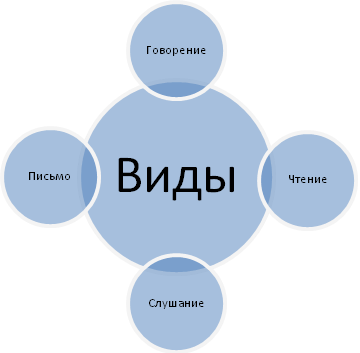 Говорение
Письмо
Виды
Чтение
Слушание